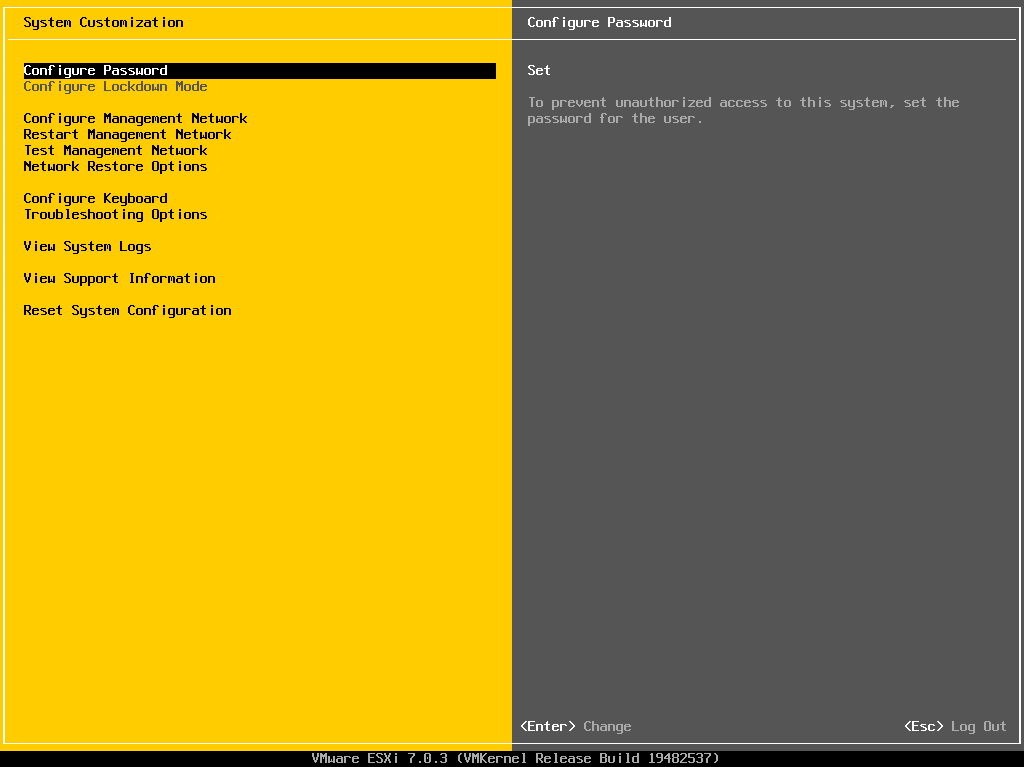 System Customization
Configure Password
Configure Lockdown Mode
Configure Management Network
Restart Management Network
Test Management Network
Network Restore Options
Configure Keyboard
Troubleshooting Options
View System Logs
View Support Information
Reset System Configuration
Configure Password
Set
To prevent unauthorized access to this system, set the
password for the user.
<Enter> Change
<Esc> Log Out
VMware ESXi 7.0.3 (VMKernel Release Build 19482537)